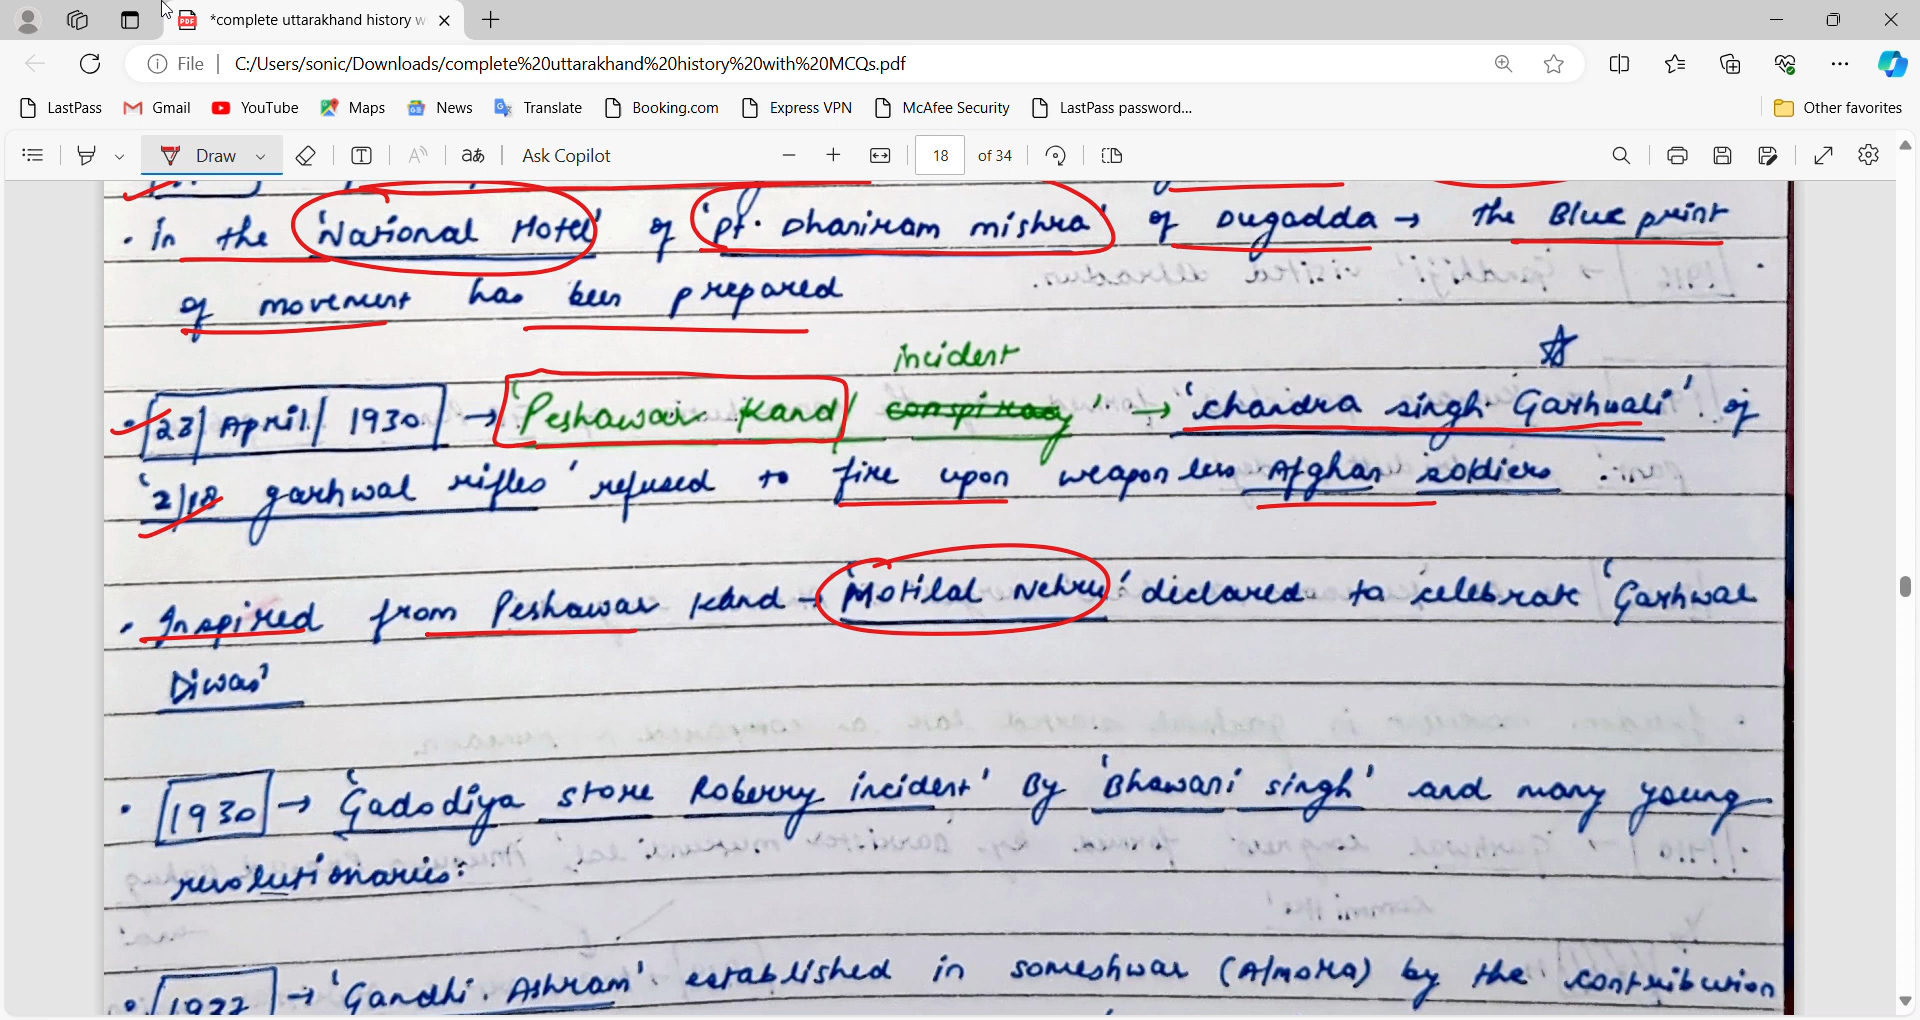 *complete uttarakhand history w
File
C:/Users/sonic/Downloads/complete%20uttarakhand%20history%20with%20MCQs.pdf
LastPass Gmail YouTube Maps News Translate Booking.com Express VPN McAfee Security LastPass password... Other favorites
Draw Ask Copilot 18 of 34
• In the 'National Hotel' of 'pt. Dhaniram mishra' of Dugadda → the Blue print
of movement has been prepared
incident
• 23/ April/ 1930 → 'Peshawar Kand/ conspiracy' → 'chandra singh Garhwali' of
'2/18 garhwal rifles' refused to fire upon weapon less Afghan soldiers
• Inspired from Peshawar Kand → 'Motilal Nehru' declared to celebrate 'Garhwal
Diwas'
• 1930 → 'Gadodiya store Roberry incident' By 'Bhawani singh' and many young
revolutionaries.
• → 'Gandhi Ashram' established in someshwar (Almora) by the contribution